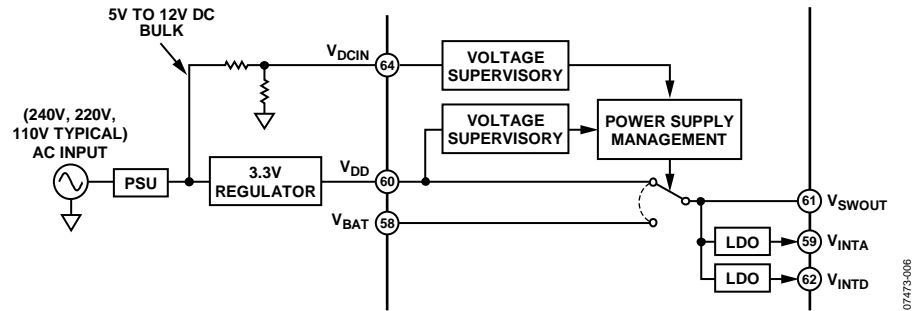 5V TO 12V DC
BULK
VDCIN
64
VOLTAGE
SUPERVISORY
(240V, 220V,
110V TYPICAL)
AC INPUT
VOLTAGE
SUPERVISORY
POWER SUPPLY
MANAGEMENT
PSU
3.3V
REGULATOR
VDD
60
VBAT
58
61
VSWOUT
LDO
59
VINTA
LDO
62
VINTD
07473-006